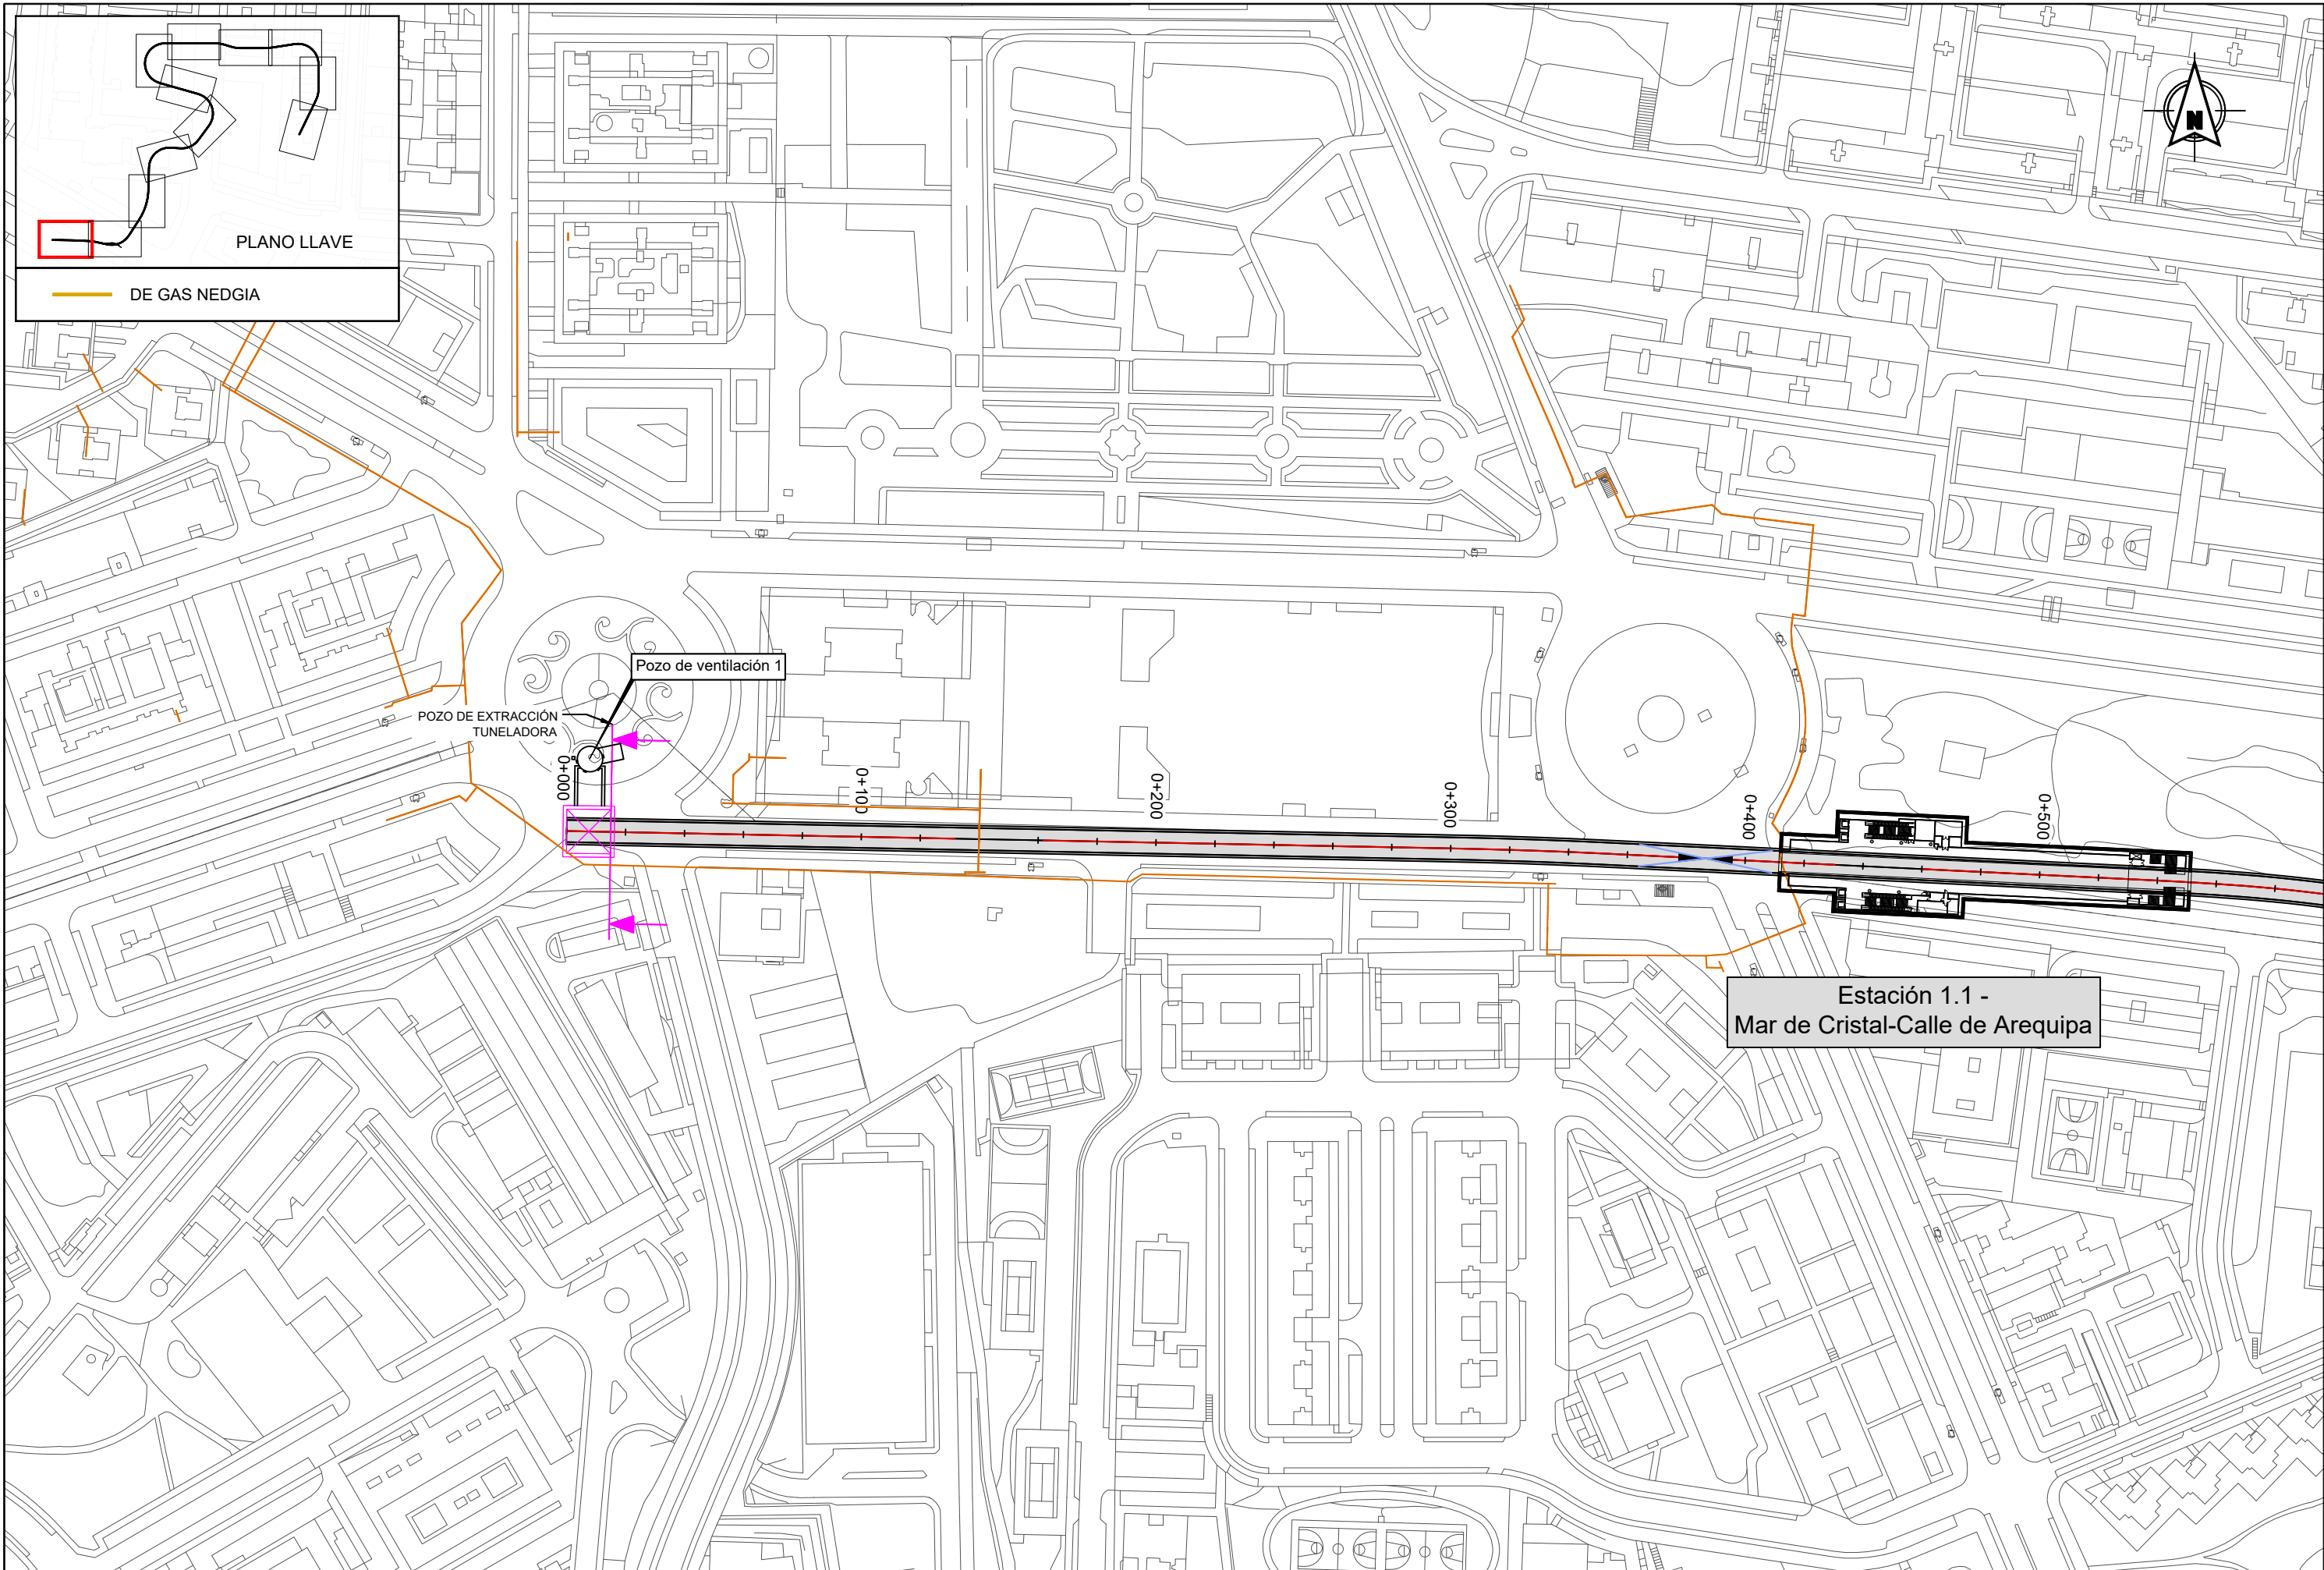 PLANO LLAVE
DE GAS NEDGIA
N
Pozo de ventilación 1
POZO DE EXTRACCIÓN
TUNELADORA
0+000
0+100
0+200
0+300
0+400
0+500
Estación 1.1 -
Mar de Cristal-Calle de Arequipa